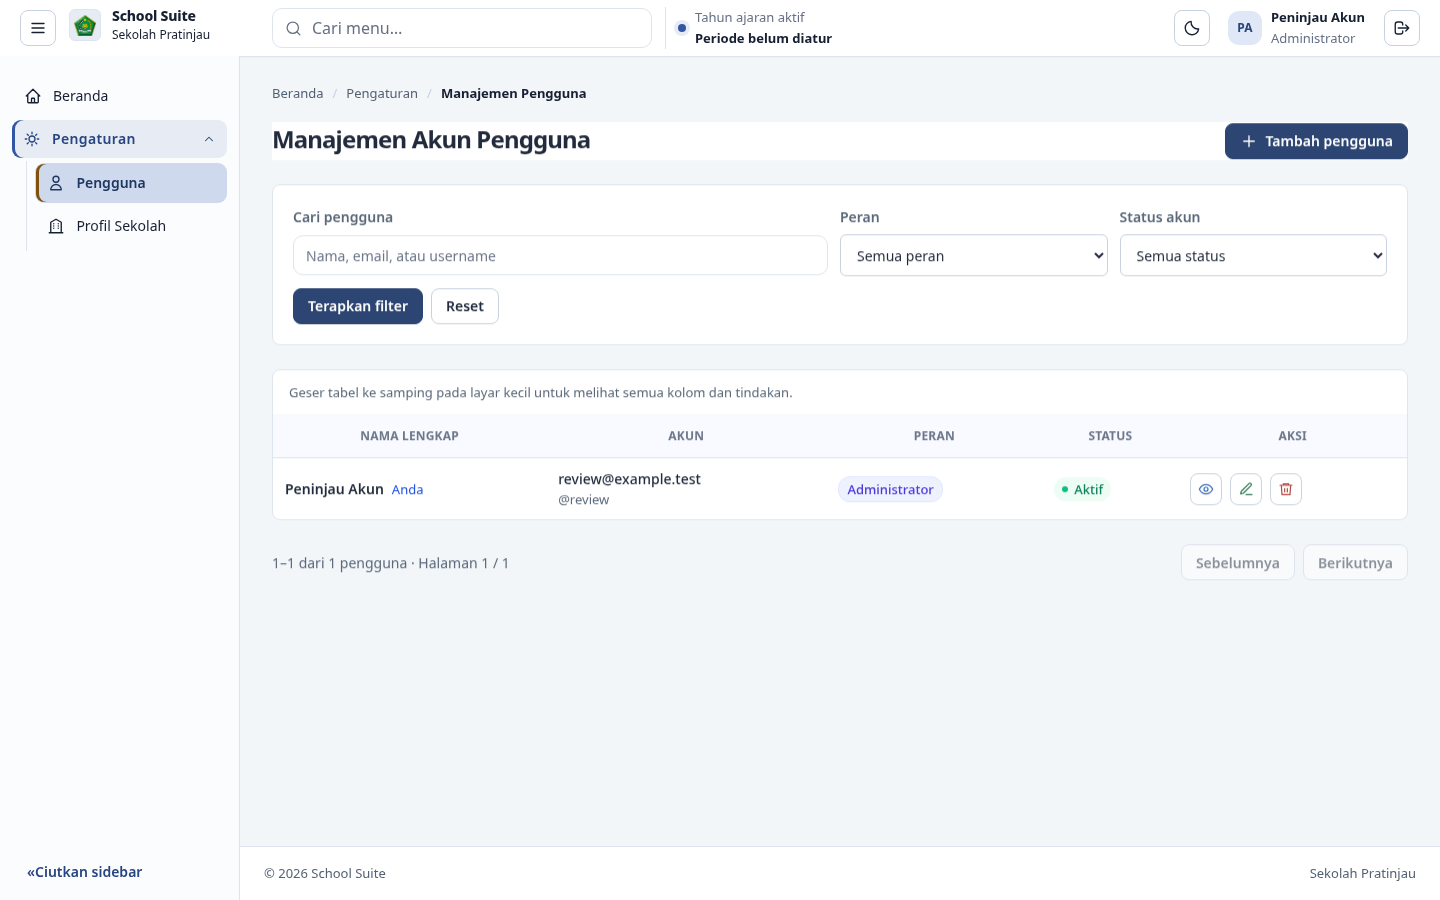 School Suite
Sekolah Pratinjau
Cari menu...
Tahun ajaran aktif
Periode belum diatur
PA
Peninjau Akun
Administrator
Beranda
Pengaturan
Pengguna
Profil Sekolah
«Ciutkan sidebar
Beranda / Pengaturan / Manajemen Pengguna
Manajemen Akun Pengguna
Tambah pengguna
Cari pengguna
Peran
Status akun
Nama, email, atau username
Semua peran
Semua status
Terapkan filter
Reset
Geser tabel ke samping pada layar kecil untuk melihat semua kolom dan tindakan.
NAMA LENGKAP AKUN PERAN STATUS AKSI
Peninjau Akun Anda
review@example.test
@review
Administrator
Aktif
1–1 dari 1 pengguna · Halaman 1 / 1
Sebelumnya
Berikutnya
© 2026 School Suite
Sekolah Pratinjau